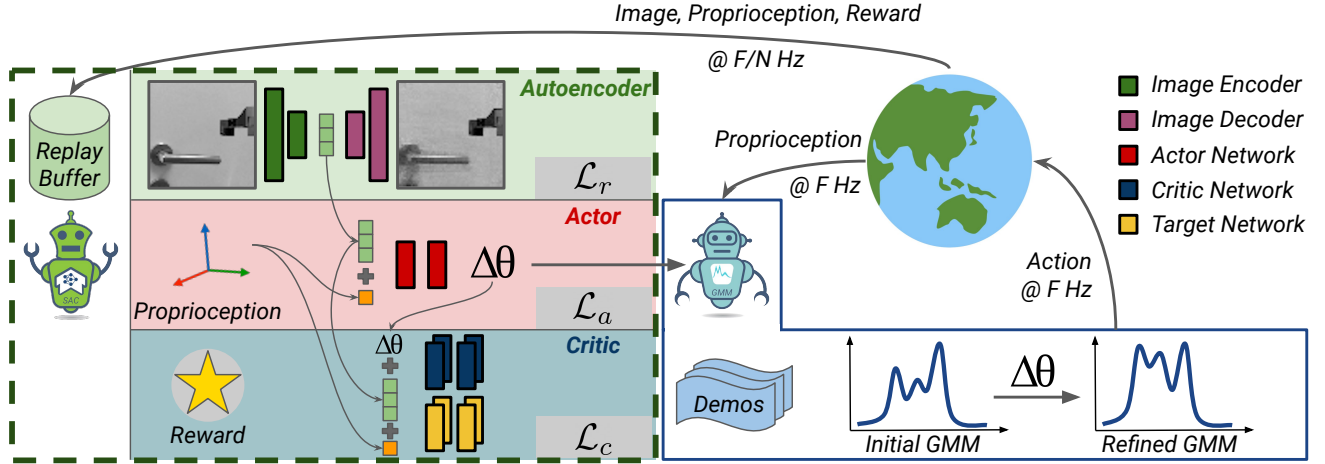 Image, Proprioception, Reward
@ F/N Hz
Replay
Buffer
SAC
Autoencoder
ℒr
Actor
Proprioception
Δθ
ℒa
Critic
Δθ
Reward
ℒc
Proprioception
@ F Hz
GMM
Action
@ F Hz
Demos
Initial GMM
Δθ
Refined GMM
Image Encoder
Image Decoder
Actor Network
Critic Network
Target Network